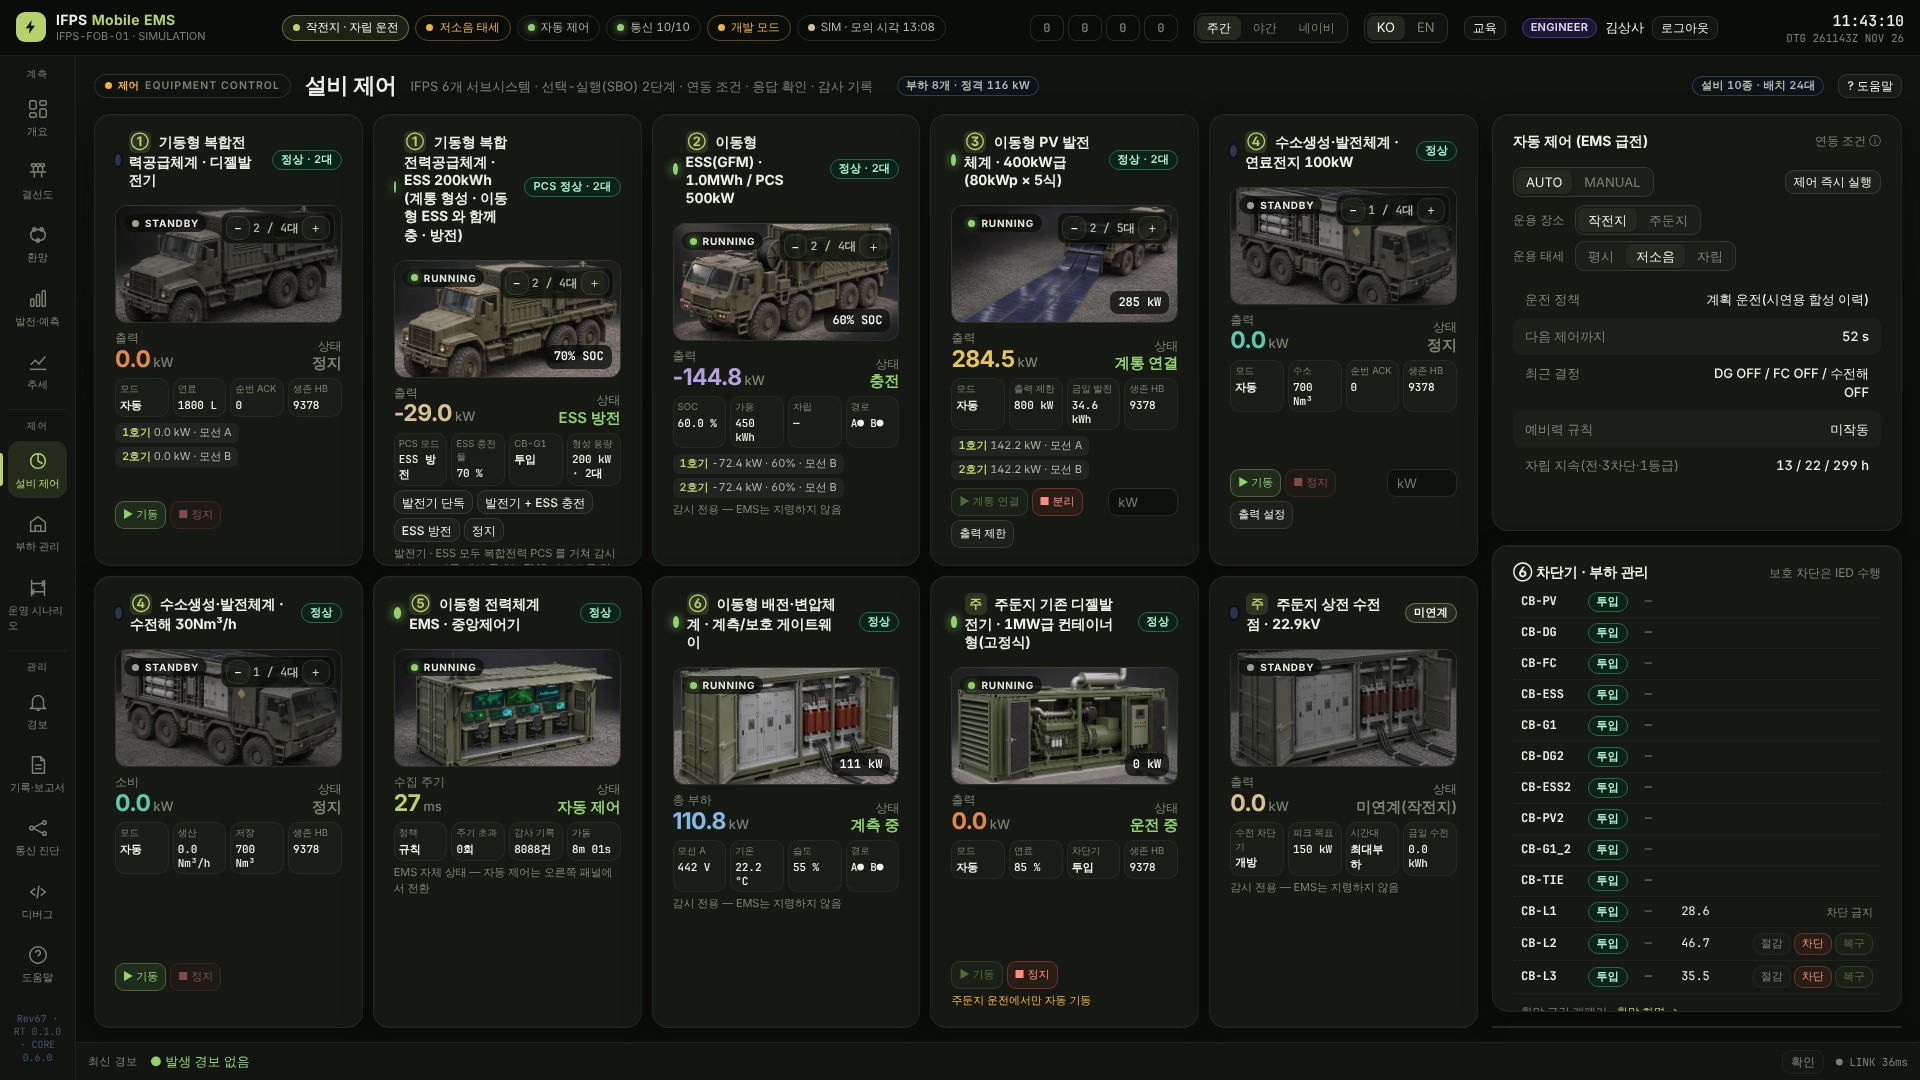 IFPS Mobile EMS
IFPS-FOB-01 · SIMULATION
작전지 · 자립 운전
저소음 태세
자동 제어
통신 10/10
개발 모드
SIM · 모의 시각 13:08
0 0 0 0
주간 야간 네이비
KO EN
교육
ENGINEER 김상사 로그아웃
11:43:10
DTG 261143Z NOV 26
계측
개요
결선도
환망
발전·예측
추세
제어
설비 제어
부하 관리
운영 시나리
오
관리
경보
기록·보고서
통신 진단
디버그
도움말
Rev67 ·
RT 0.1.0
· CORE
0.6.0
제어 EQUIPMENT CONTROL
설비 제어
IFPS 6개 서브시스템 · 선택-실행(SBO) 2단계 · 연동 조건 · 응답 확인 · 감사 기록
부하 8개 · 정격 116 kW
설비 10종 · 배치 24대
? 도움말
① 기동형 복합전
력공급체계 · 디젤발
전기
정상 · 2대
STANDBY
− 2 / 4대 +
출력
0.0 kW
상태
정지
모드 자동
연료 1800 L
순번 ACK 0
생존 HB 9378
1호기 0.0 kW · 모선 A
2호기 0.0 kW · 모선 B
▶ 기동 ■ 정지
① 기동형 복합
전력공급체계 ·
ESS 200kWh
(계통 형성 · 이동
형 ESS 와 함께
충 · 방전)
PCS 정상 · 2대
RUNNING
− 2 / 4대 +
70% SOC
출력
-29.0 kW
상태
ESS 방전
PCS 모드 ESS 방전
ESS 충전율 70 %
CB-G1 투입
형성 용량 200 kW · 2대
발전기 단독 발전기 + ESS 충전
ESS 방전 정지
발전기 · ESS 모두 복합전력 PCS 를 거쳐 감시
② 이동형
ESS(GFM) ·
1.0MWh / PCS
500kW
정상 · 2대
RUNNING
− 2 / 4대 +
60% SOC
출력
-144.8 kW
상태
충전
SOC 60.0 %
가용 450 kWh
자립 —
경로 A● B●
1호기 -72.4 kW · 60% · 모선 B
2호기 -72.4 kW · 60% · 모선 B
감시 전용 — EMS는 지령하지 않음
③ 이동형 PV 발전
체계 · 400kW급
(80kWp × 5식)
정상 · 2대
RUNNING
− 2 / 5대 +
285 kW
출력
284.5 kW
상태
계통 연결
모드 자동
출력 제한 800 kW
금일 발전 34.6 kWh
생존 HB 9378
1호기 142.2 kW · 모선 A
2호기 142.2 kW · 모선 B
▶ 계통 연결 ■ 분리 kW
출력 제한
④ 수소생성·발전체계 ·
연료전지 100kW
정상
STANDBY
− 1 / 4대 +
출력
0.0 kW
상태
정지
모드 자동
수소 700 Nm³
순번 ACK 0
생존 HB 9378
▶ 기동 ■ 정지 kW
출력 설정
④ 수소생성·발전체계 ·
수전해 30Nm³/h
정상
STANDBY
− 1 / 4대 +
소비
0.0 kW
상태
정지
모드 자동
생산 0.0 Nm³/h
저장 700 Nm³
생존 HB 9378
▶ 기동 ■ 정지
⑤ 이동형 전력체계
EMS · 중앙제어기
정상
RUNNING
수집 주기
27 ms
상태
자동 제어
정책 규칙
주기 초과 0회
감사 기록 8088건
가동 8m 01s
EMS 자체 상태 — 자동 제어는 오른쪽 패널에
서 전환
⑥ 이동형 배전·변압체
계 · 계측/보호 게이트웨
이
정상
RUNNING
111 kW
총 부하
110.8 kW
상태
계측 중
모선 A 442 V
기온 22.2 °C
습도 55 %
경로 A● B●
감시 전용 — EMS는 지령하지 않음
주 주둔지 기존 디젤발
전기 · 1MW급 컨테이너
형(고정식)
정상
RUNNING
0 kW
출력
0.0 kW
상태
운전 중
모드 자동
연료 85 %
차단기 투입
생존 HB 9378
▶ 기동 ■ 정지
주둔지 운전에서만 자동 기동
주 주둔지 상전 수전
점 · 22.9kV
미연계
STANDBY
출력
0.0 kW
상태
미연계(작전지)
수전 차단기 개방
피크 목표 150 kW
시간대 최대부하
금일 수전 0.0 kWh
감시 전용 — EMS는 지령하지 않음
자동 제어 (EMS 급전)
연동 조건 ⓘ
AUTO MANUAL
제어 즉시 실행
운용 장소 작전지 주둔지
운용 태세 평시 저소음 자립
운전 정책 계획 운전(시연용 합성 이력)
다음 제어까지 52 s
최근 결정 DG OFF / FC OFF / 수전해
OFF
예비력 규칙 미작동
자립 지속(전·3차단·1등급) 13 / 22 / 299 h
⑥ 차단기 · 부하 관리
보호 차단은 IED 수행
CB-PV 투입 —
CB-DG 투입 —
CB-FC 투입 —
CB-ESS 투입 —
CB-G1 투입 —
CB-DG2 투입 —
CB-ESS2 투입 —
CB-PV2 투입 —
CB-G1_2 투입 —
CB-TIE 투입 —
CB-L1 투입 — 28.6 차단 금지
CB-L2 투입 — 46.7 절감 차단 복구
CB-L3 투입 — 35.5 절감 차단 복구
최신 경보
발생 경보 없음
확인
LINK 36ms